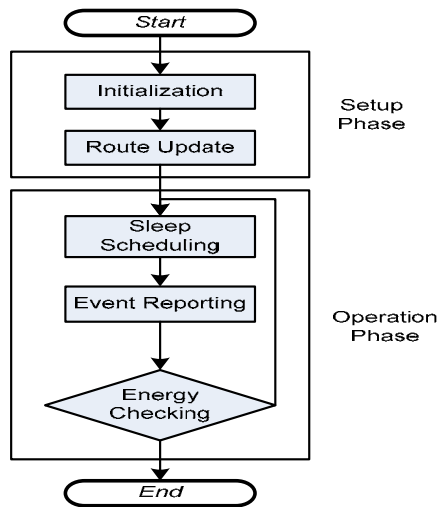 Start
Initialization
Setup
Phase
Route Update
Sleep
Scheduling
Event Reporting
Operation
Phase
Energy
Checking
End